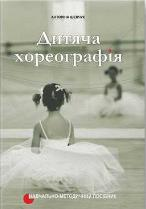 Дитяча
хореографія
НАВЧАЛЬНО-МЕТОДИЧНИЙ ПОСІБНИК